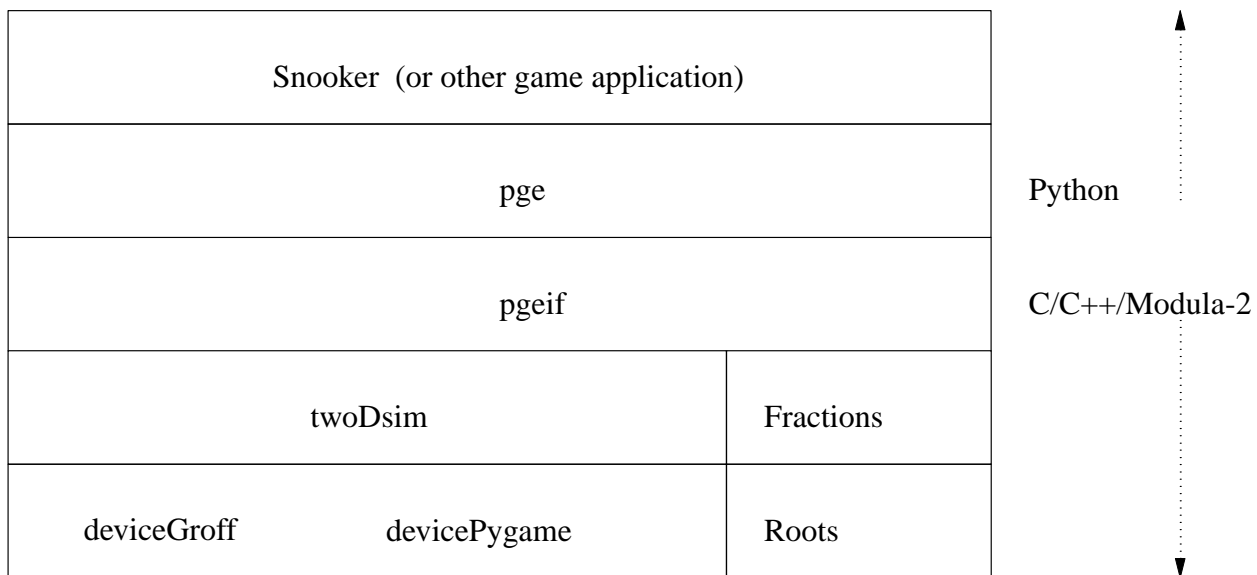 Snooker (or other game application)
pge
Python
pgeif
C/C++/Modula-2
twoDsim
Fractions
deviceGroff
devicePygame
Roots